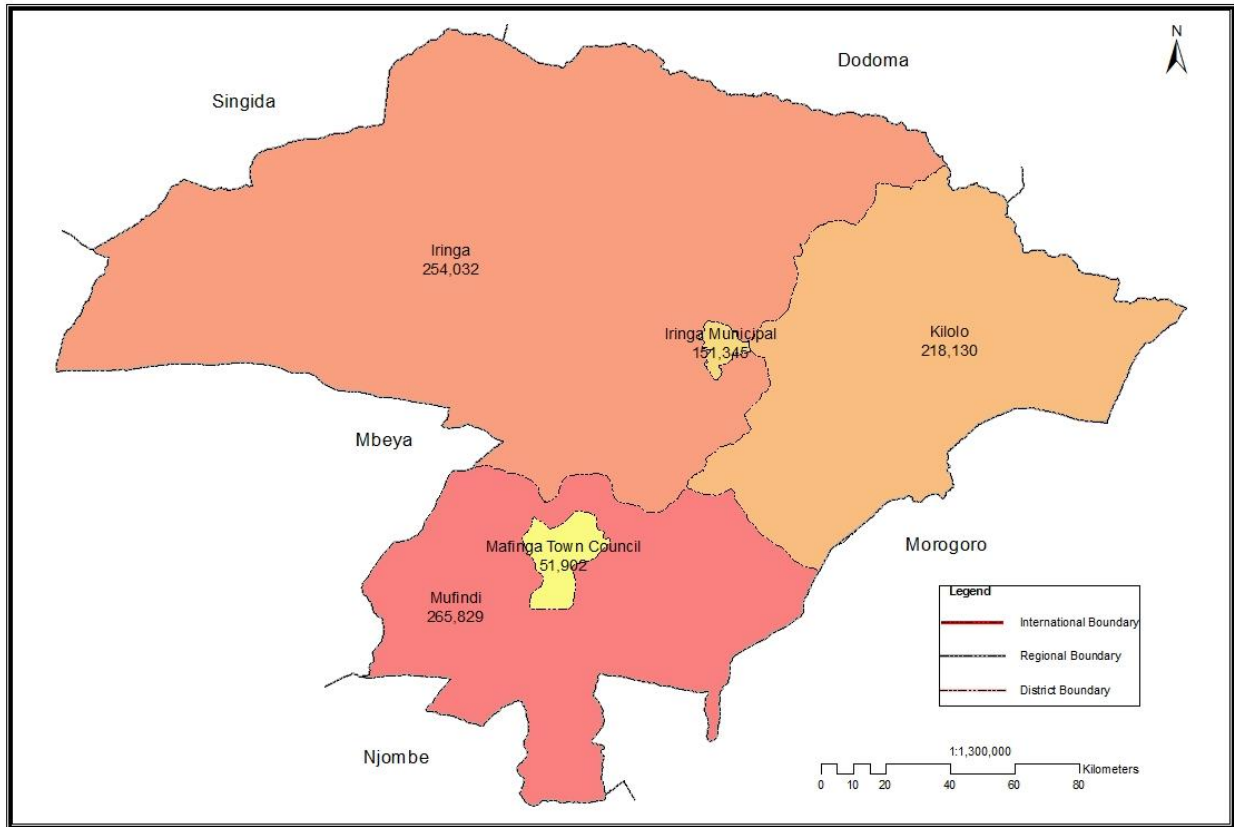 N
Dodoma
Singida
Iringa
254,032
Iringa Municipal
151,345
Kilolo
218,130
Mbeya
Mafinga Town Council
51,902
Morogoro
Mufindi
265,829
Legend
International Boundary
Regional Boundary
District Boundary
Njombe
1:1,300,000
Kilometers
0 10 20 40 60 80